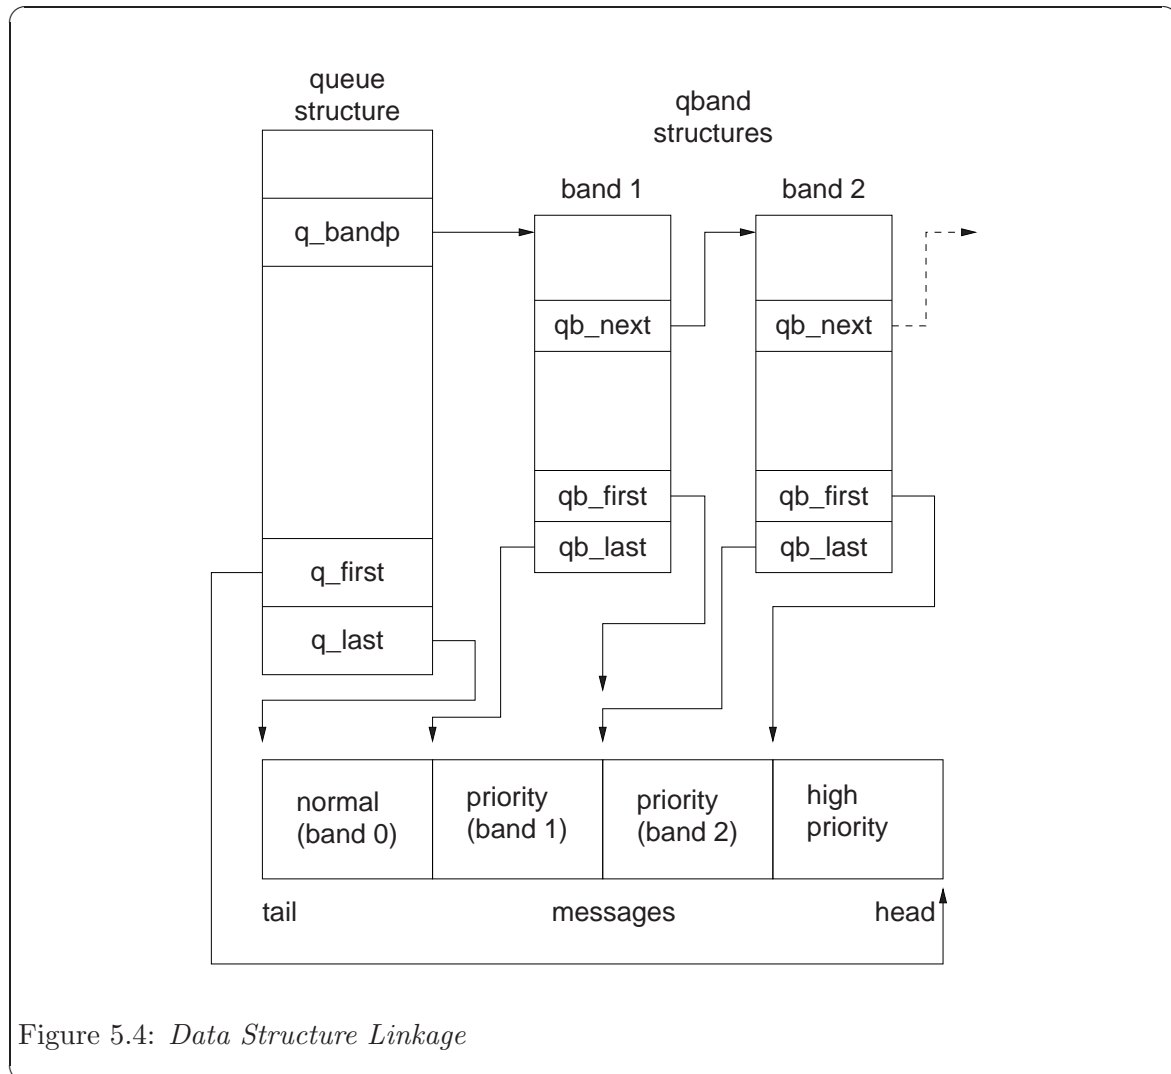 queue
structure
qband
structures
band 1
band 2
q_bandp
qb_next
qb_next
qb_first
qb_first
qb_last
qb_last
q_first
q_last
normal
(band 0)
priority
(band 1)
priority
(band 2)
high
priority
tail
messages
head
Figure 5.4: Data Structure Linkage